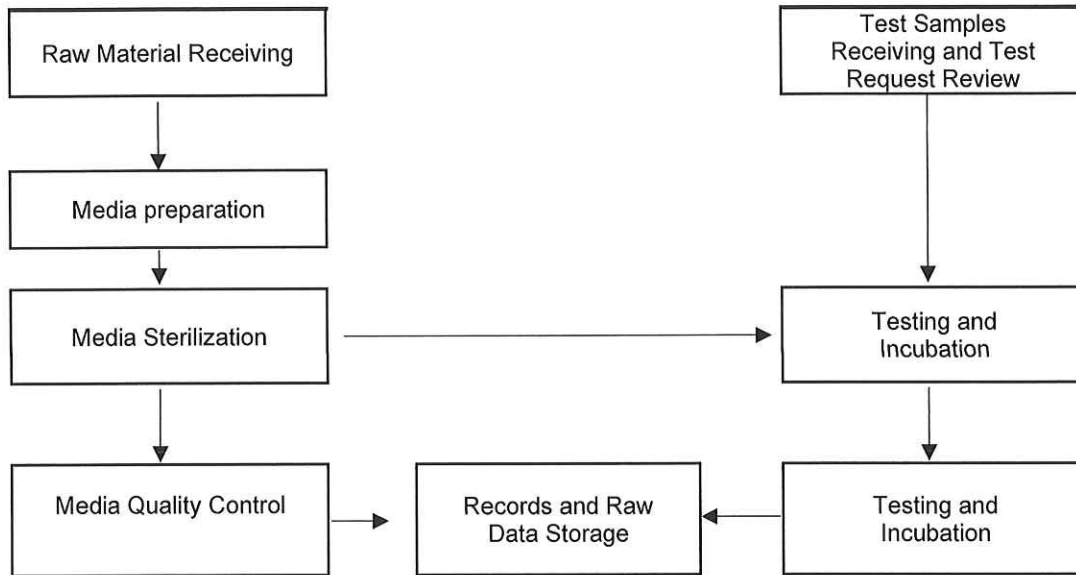 Raw Material Receiving
Test Samples
Receiving and Test
Request Review
Media preparation
Media Sterilization
Testing and
Incubation
Media Quality Control
Records and Raw
Data Storage
Testing and
Incubation